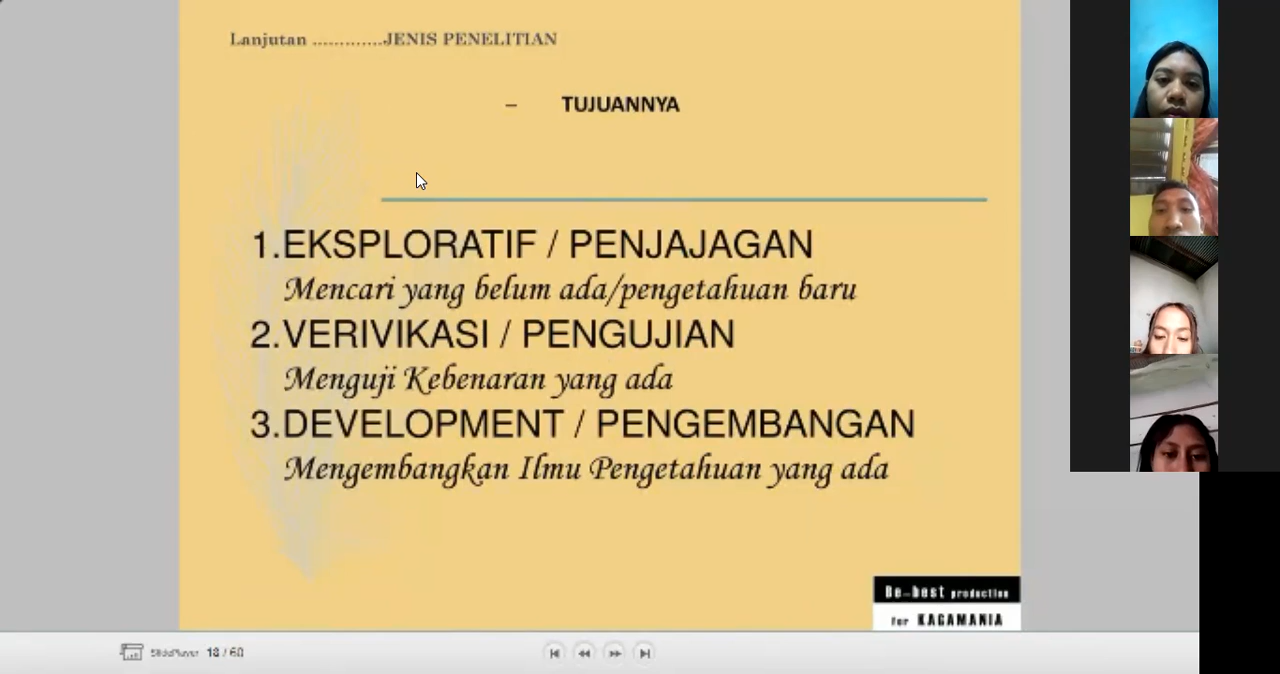 Lanjutan .............JENIS PENELITIAN
– TUJUANNYA
1.EKSPLORATIF / PENJAJAGAN
Mencari yang belum ada/pengetahuan baru
2.VERIVIKASI / PENGUJIAN
Menguji Kebenaran yang ada
3.DEVELOPMENT / PENGEMBANGAN
Mengembangkan Ilmu Pengetahuan yang ada
Be-best production
for KAGAMANIA
SlidePlayer 18 / 60